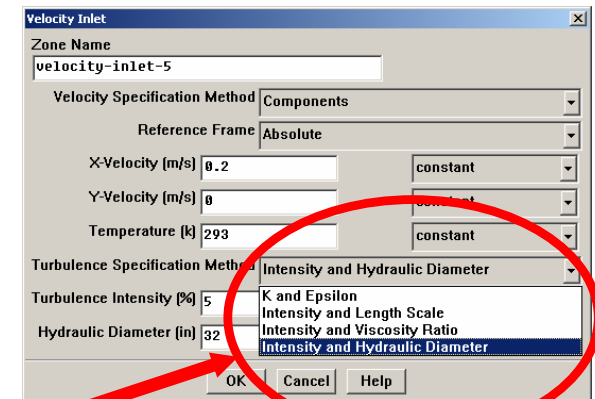 Velocity Inlet
Zone Name
velocity-inlet-5
Velocity Specification Method Components
Reference Frame Absolute
X-Velocity (m/s) 0.2 constant
Y-Velocity (m/s) 0 constant
Temperature (k) 293 constant
Turbulence Specification Method Intensity and Hydraulic Diameter
Turbulence Intensity (%) 5 K and Epsilon
Intensity and Length Scale
Intensity and Viscosity Ratio
Hydraulic Diameter (in) 32 Intensity and Hydraulic Diameter
OK Cancel Help